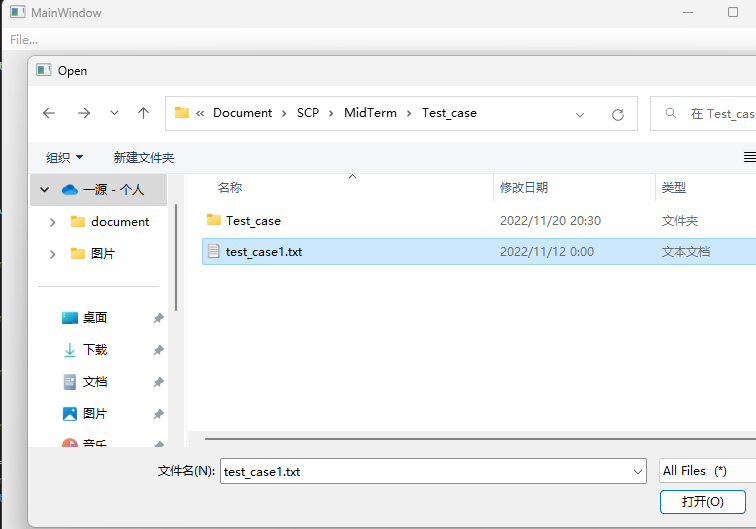 MainWindow
File...
Open
« Document > SCP > MidTerm > Test_case
在 Test_cas
组织 新建文件夹
一源 - 个人
document
图片
桌面
下载
文档
图片
音乐
名称 修改日期 类型
Test_case 2022/11/20 20:30 文件夹
test_case1.txt 2022/11/12 0:00 文本文档
文件名(N): test_case1.txt All Files (*)
打开(O)